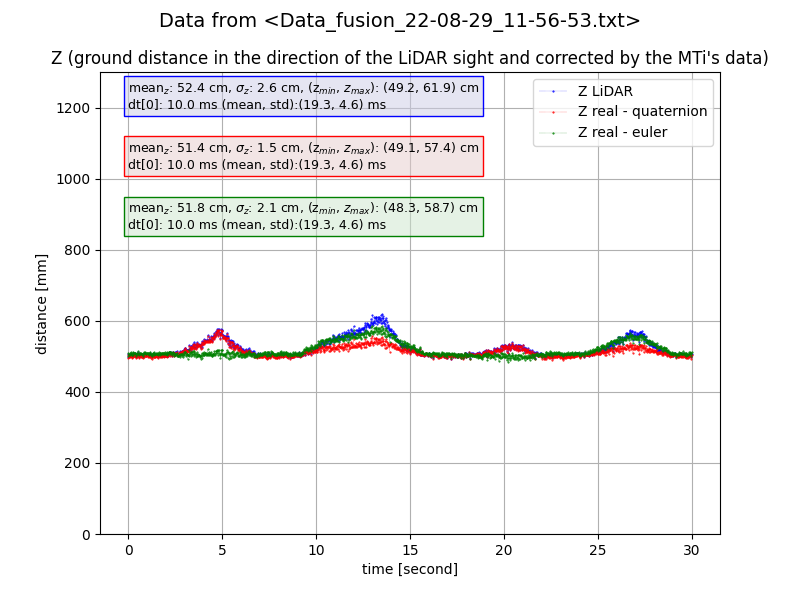 Data from <Data_fusion_22-08-29_11-56-53.txt>
Z (ground distance in the direction of the LiDAR sight and corrected by the MTi's data)
mean_z: 52.4 cm, σ_z: 2.6 cm, (z_min, z_max): (49.2, 61.9) cm
dt[0]: 10.0 ms (mean, std):(19.3, 4.6) ms
mean_z: 51.4 cm, σ_z: 1.5 cm, (z_min, z_max): (49.1, 57.4) cm
dt[0]: 10.0 ms (mean, std):(19.3, 4.6) ms
mean_z: 51.8 cm, σ_z: 2.1 cm, (z_min, z_max): (48.3, 58.7) cm
dt[0]: 10.0 ms (mean, std):(19.3, 4.6) ms
Z LiDAR
Z real - quaternion
Z real - euler
1200
1000
800
600
400
200
0
distance [mm]
0 5 10 15 20 25 30
time [second]